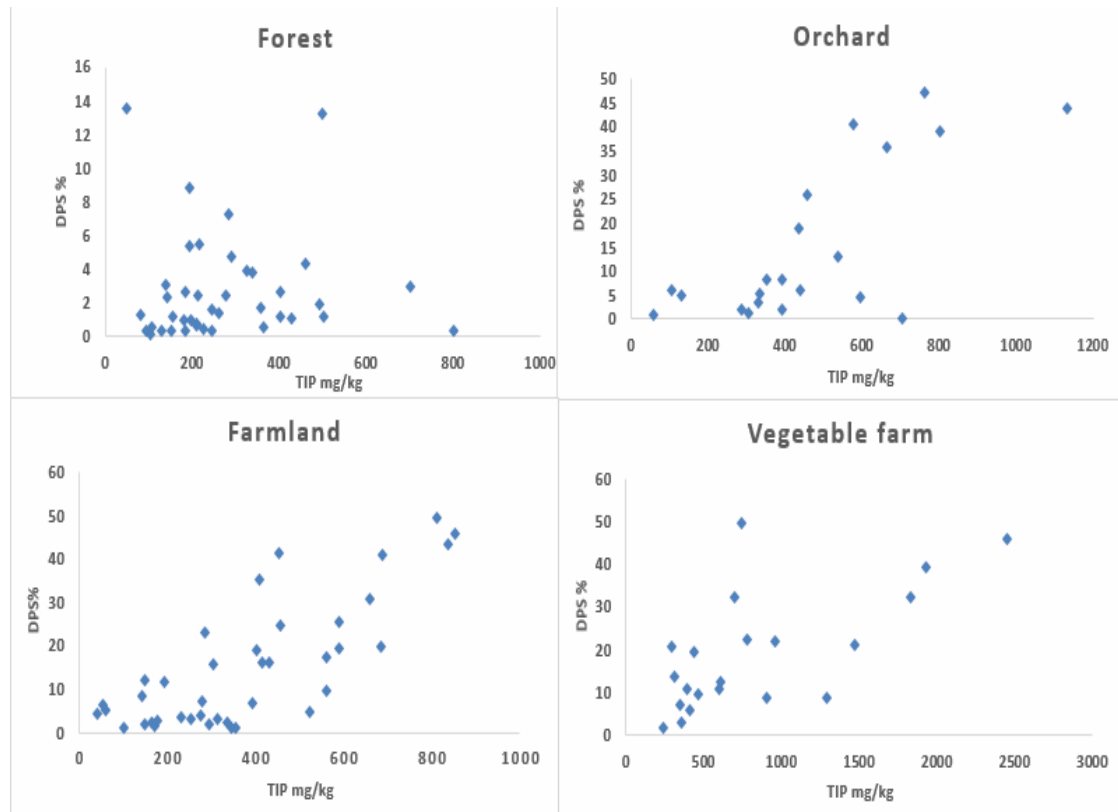 Forest
16
14
12
10
8
6
4
2
0
DPS %
0 200 400 600 800 1000
TIP mg/kg
Orchard
50
45
40
35
30
25
20
15
10
5
0
DPS %
0 200 400 600 800 1000 1200
TIP mg/kg
Farmland
60
50
40
30
20
10
0
DPS%
0 200 400 600 800 1000
TIP mg/kg
Vegetable farm
60
50
40
30
20
10
0
DPS %
0 500 1000 1500 2000 2500 3000
TIP mg/kg